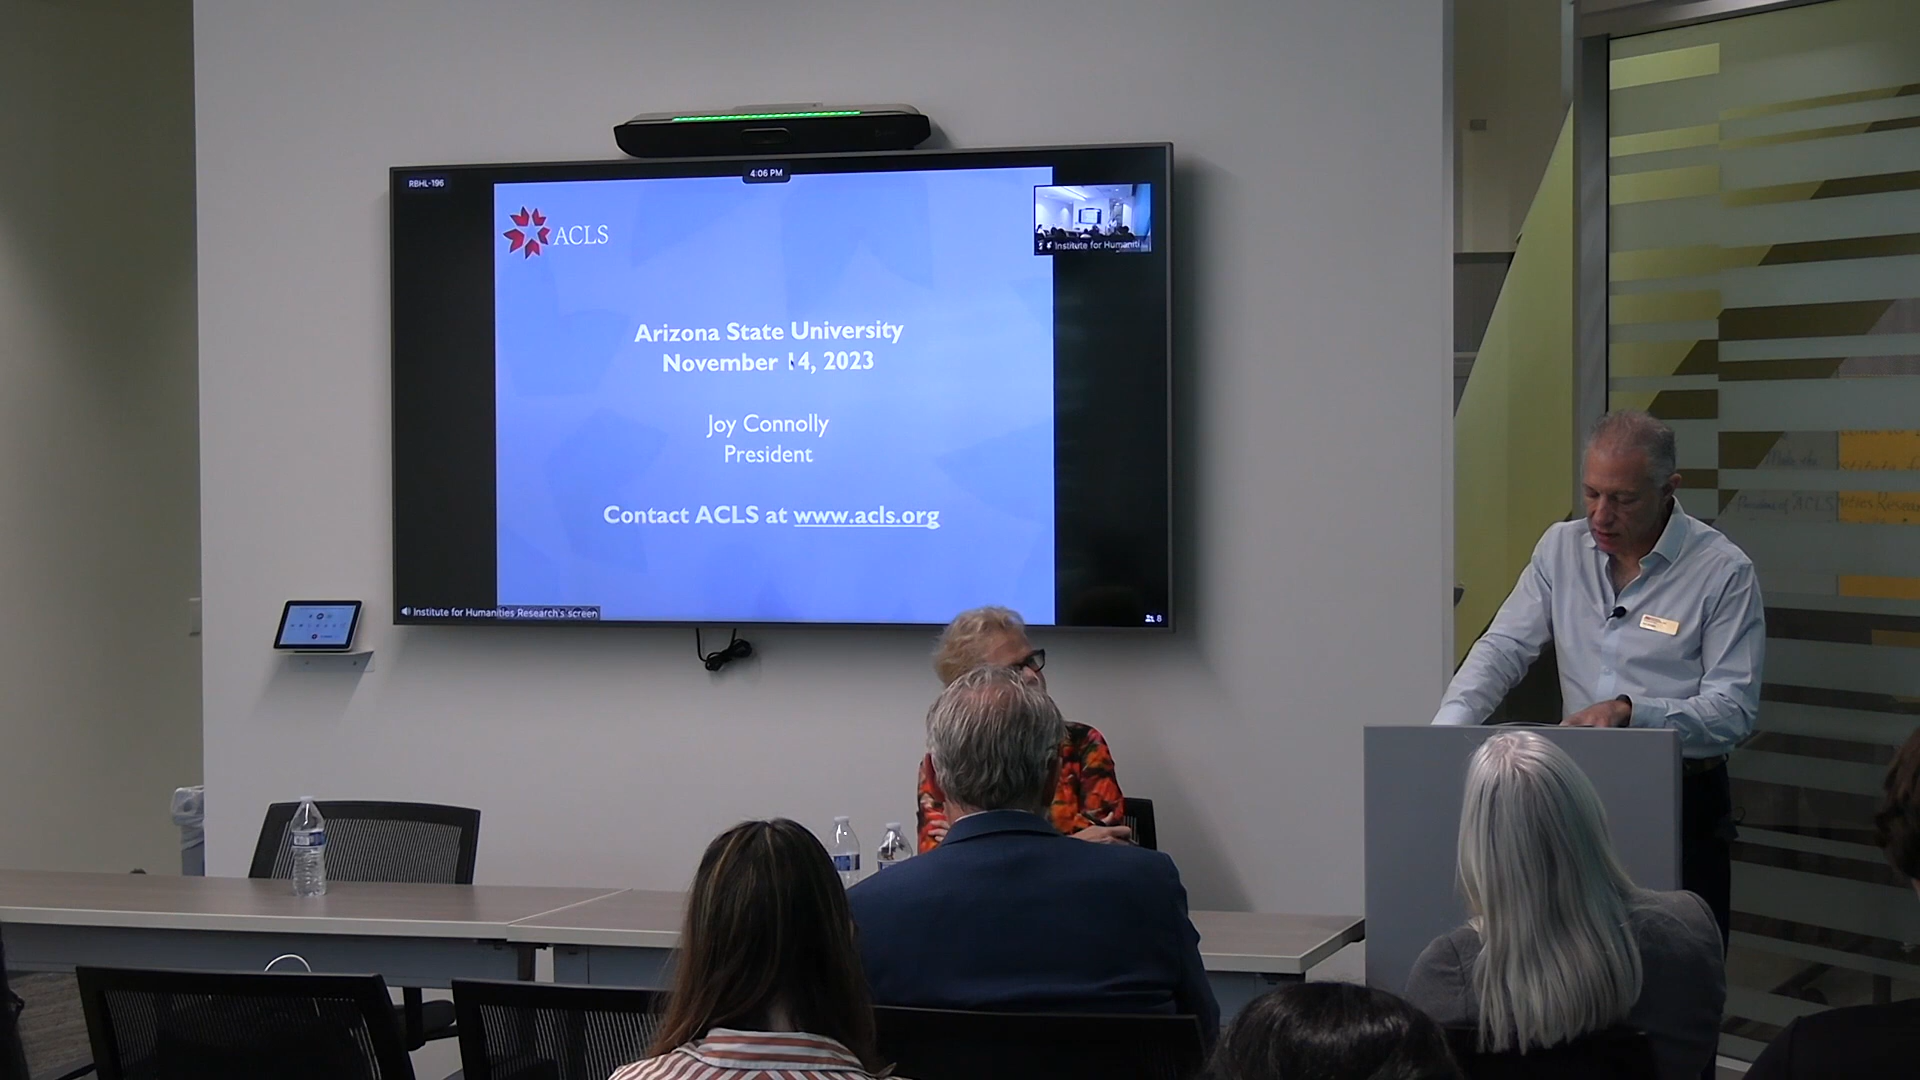 RBHL-196
4:06 PM
ACLS
Institute for Humaniti...
Arizona State University
November 14, 2023
Joy Connolly
President
Contact ACLS at www.acls.org
Institute for Humanities Research's screen
8